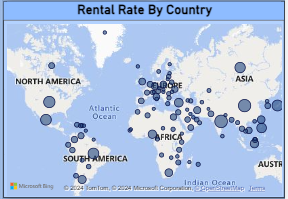 Rental Rate By Country
NORTH AMERICA
EUROPE
ASIA
Atlantic
Ocean
AFRICA
SOUTH AMERICA
AUSTR
Indian Ocean
Microsoft Bing
© 2024 TomTom, © 2024 Microsoft Corporation, © OpenStreetMap Terms